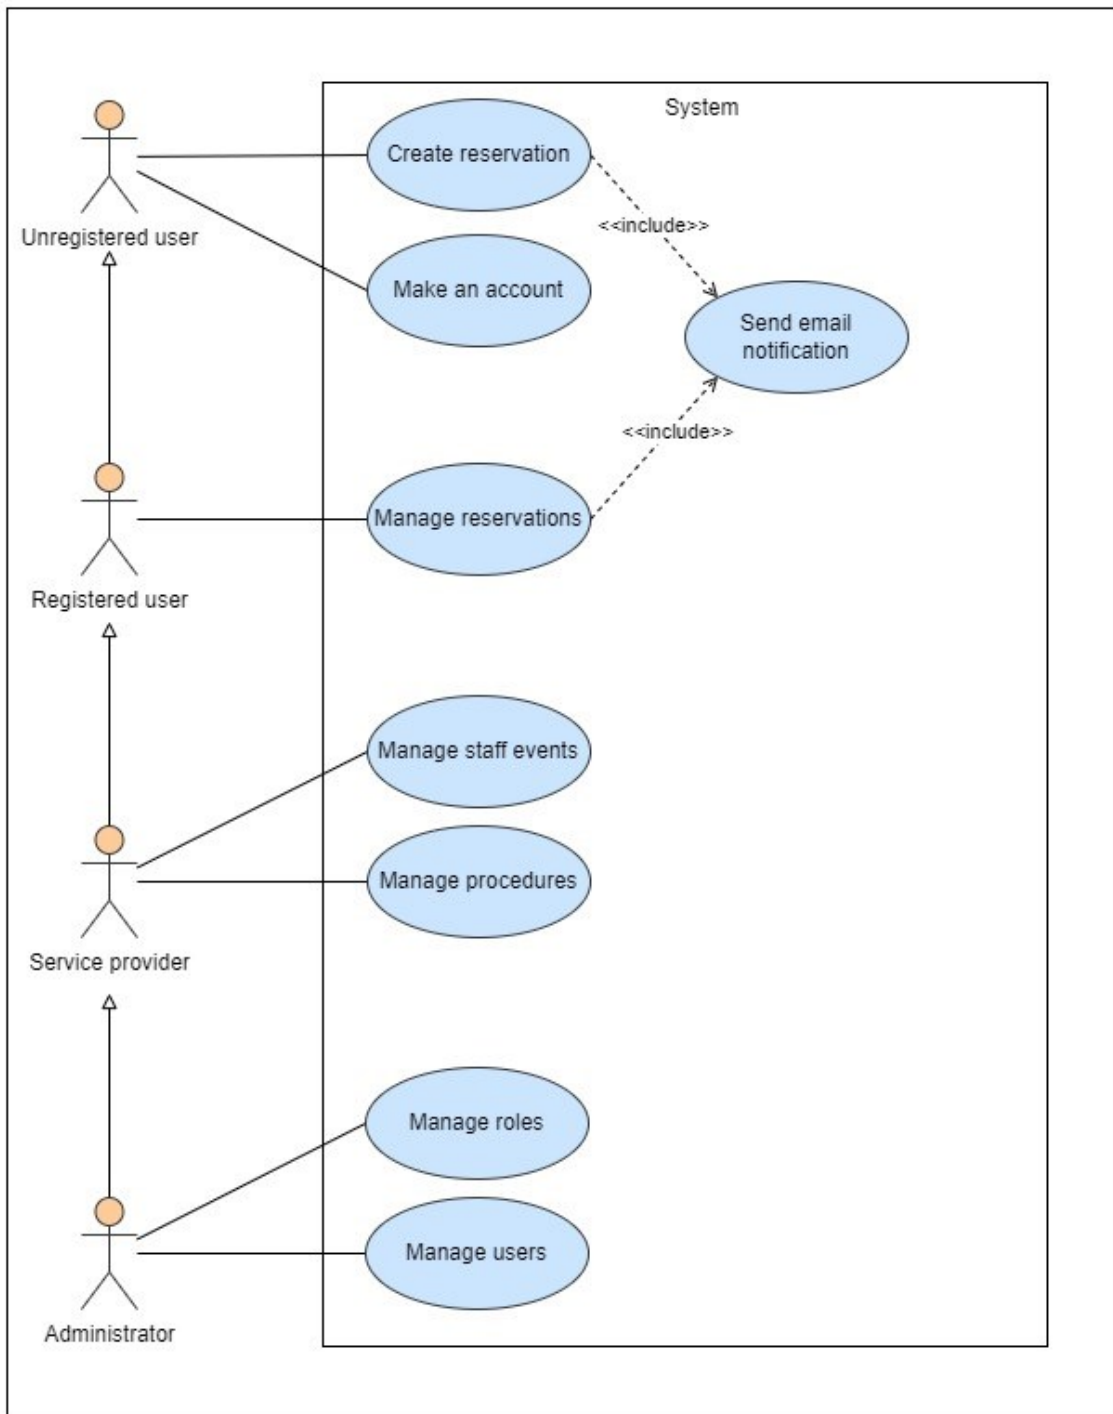 System
Create reservation
<<include>>
Unregistered user
Make an account
Send email
notification
<<include>>
Manage reservations
Registered user
Manage staff events
Manage procedures
Service provider
Manage roles
Manage users
Administrator